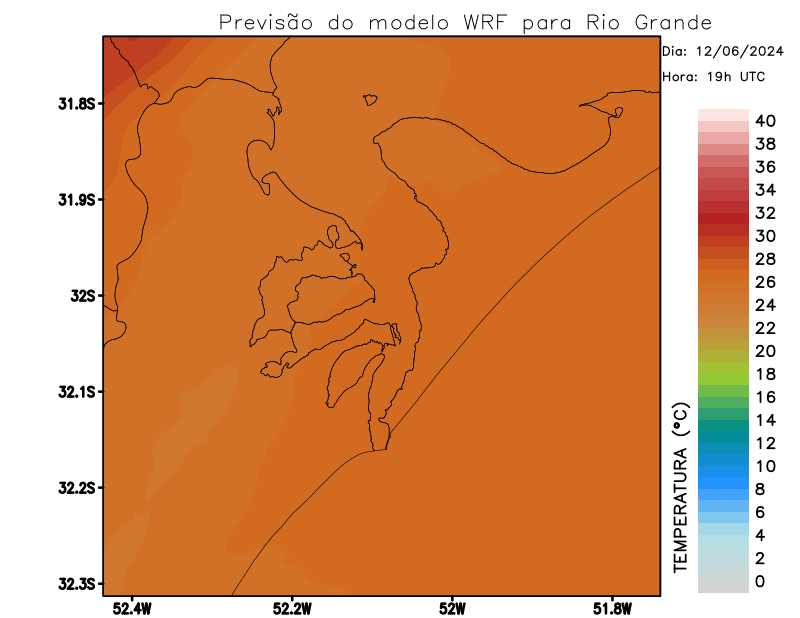 Previsão do modelo WRF para Rio Grande
Dia: 12/06/2024
Hora: 19h UTC
31.8S
31.9S
32S
32.1S
32.2S
32.3S
52.4W
52.2W
52W
51.8W
TEMPERATURA (°C)
40
38
36
34
32
30
28
26
24
22
20
18
16
14
12
10
8
6
4
2
0